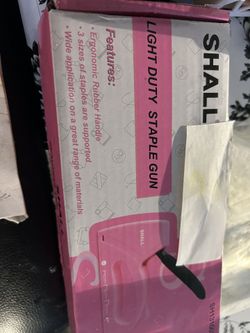 SHALL
LIGHT DUTY STAPLE GUN
Features:
• Ergonomic Rubber Handle
• 3 sizes of staples are supported
• Wide application on a great range of materials
SHALL